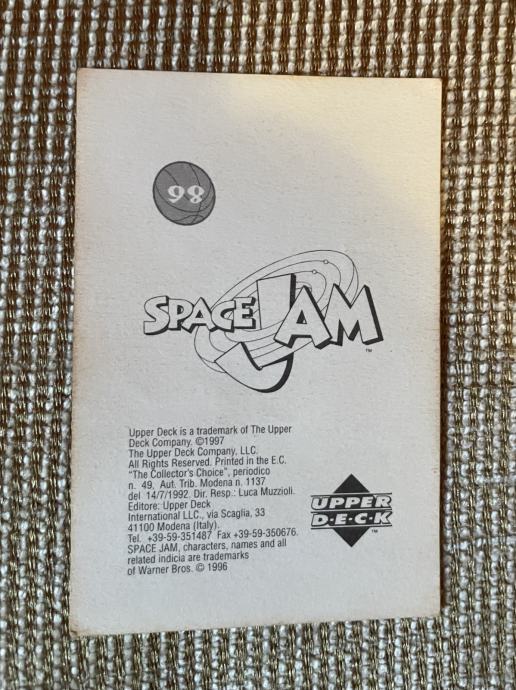 98
SPACE JAM
™
Upper Deck is a trademark of The Upper
Deck Company. ©1997
The Upper Deck Company, LLC.
All Rights Reserved. Printed in the E.C.
"The Collector's Choice", periodico
n. 49, Aut. Trib. Modena n. 1137
del 14/7/1992. Dir. Resp.: Luca Muzzioli.
Editore: Upper Deck
International LLC., via Scaglia, 33
41100 Modena (Italy).
Tel. +39-59-351487 Fax +39-59-350676.
SPACE JAM, characters, names and all
related indicia are trademarks
of Warner Bros. © 1996
UPPER
D·E·C·K
™